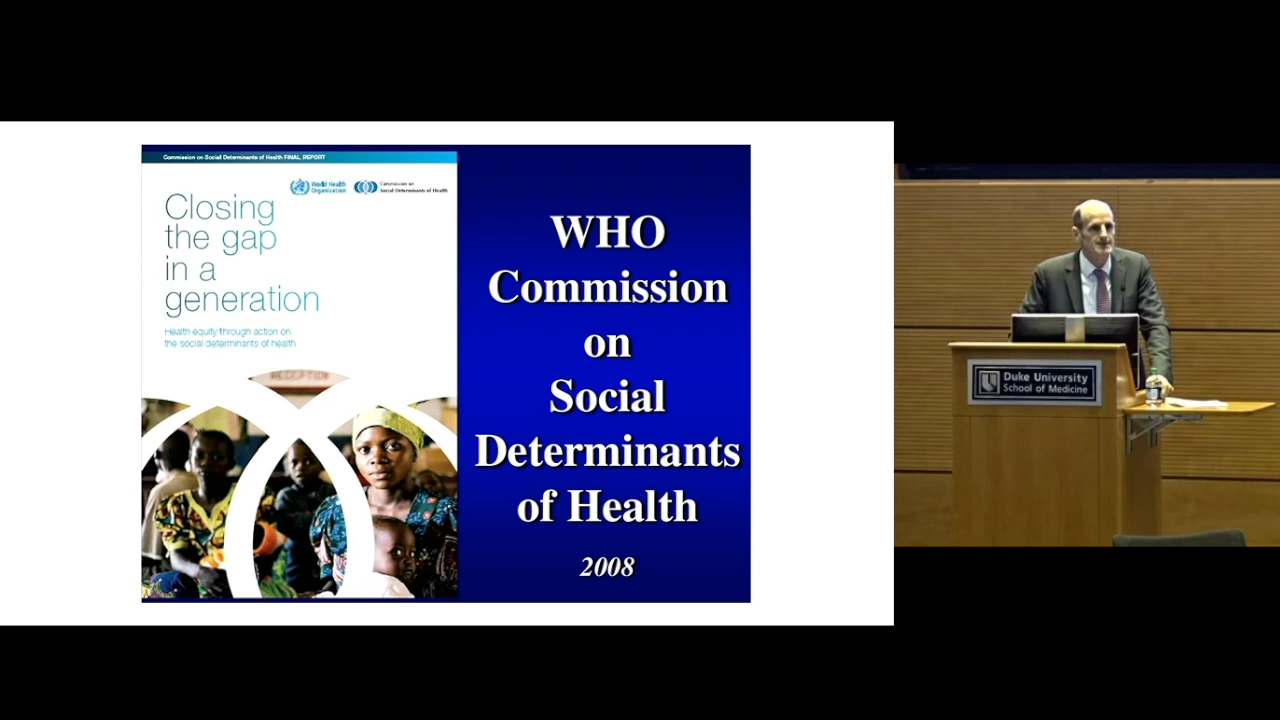 Commission on Social Determinants of Health FINAL REPORT
World Health
Organization
Commission on
Social Determinants of Health
Closing
the gap
in a
generation
Health equity through action on
the social determinants of health
RECEPTION
WHO
Commission
on
Social
Determinants
of Health
2008
Duke University
School of Medicine